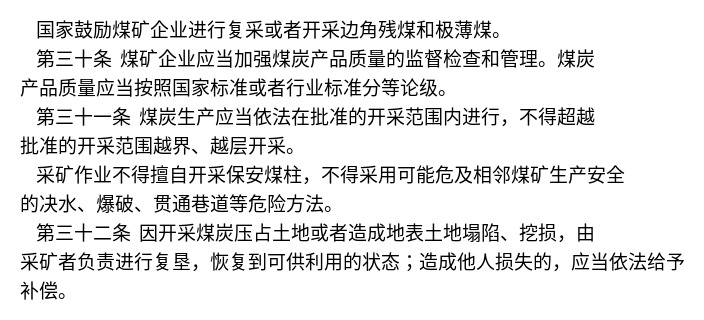 国家鼓励煤矿企业进行复采或者开采边角残煤和极薄煤。
第三十条 煤矿企业应当加强煤炭产品质量的监督检查和管理。煤炭
产品质量应当按照国家标准或者行业标准分等论级。
第三十一条 煤炭生产应当依法在批准的开采范围内进行，不得超越
批准的开采范围越界、越层开采。
采矿作业不得擅自开采保安煤柱，不得采用可能危及相邻煤矿生产安全
的决水、爆破、贯通巷道等危险方法。
第三十二条 因开采煤炭压占土地或者造成地表土地塌陷、挖损，由
采矿者负责进行复垦，恢复到可供利用的状态；造成他人损失的，应当依法给予
补偿。